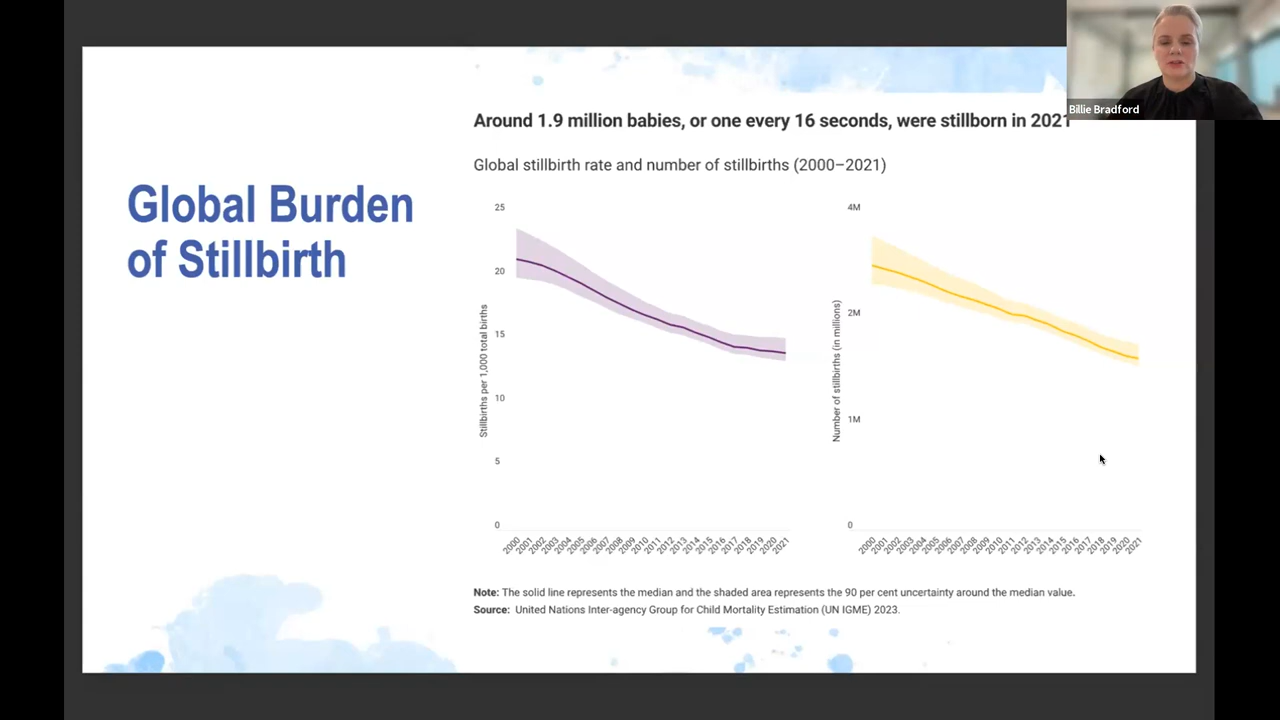 Billie Bradford
Around 1.9 million babies, or one every 16 seconds, were stillborn in 2021
Global stillbirth rate and number of stillbirths (2000–2021)
Global Burden
of Stillbirth
Stillbirths per 1,000 total births
25
20
15
10
5
0
2000 2001 2002 2003 2004 2005 2006 2007 2008 2009 2010 2011 2012 2013 2014 2015 2016 2017 2018 2019 2020 2021
Number of stillbirths (in millions)
4M
2M
1M
0
2000 2001 2002 2003 2004 2005 2006 2007 2008 2009 2010 2011 2012 2013 2014 2015 2016 2017 2018 2019 2020 2021
Note: The solid line represents the median and the shaded area represents the 90 per cent uncertainty around the median value.
Source: United Nations Inter-agency Group for Child Mortality Estimation (UN IGME) 2023.